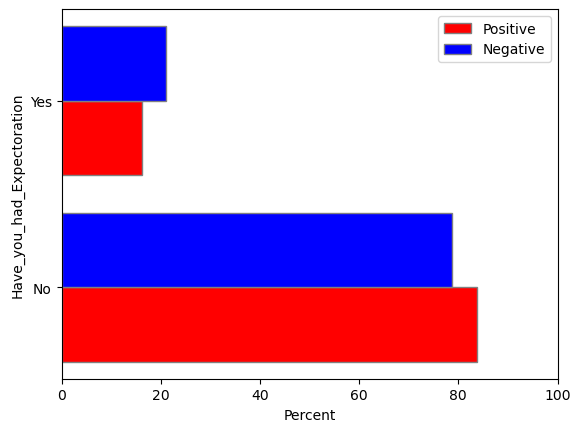 Positive
Negative
Have_you_had_Expectoration
Yes
No
0 20 40 60 80 100
Percent